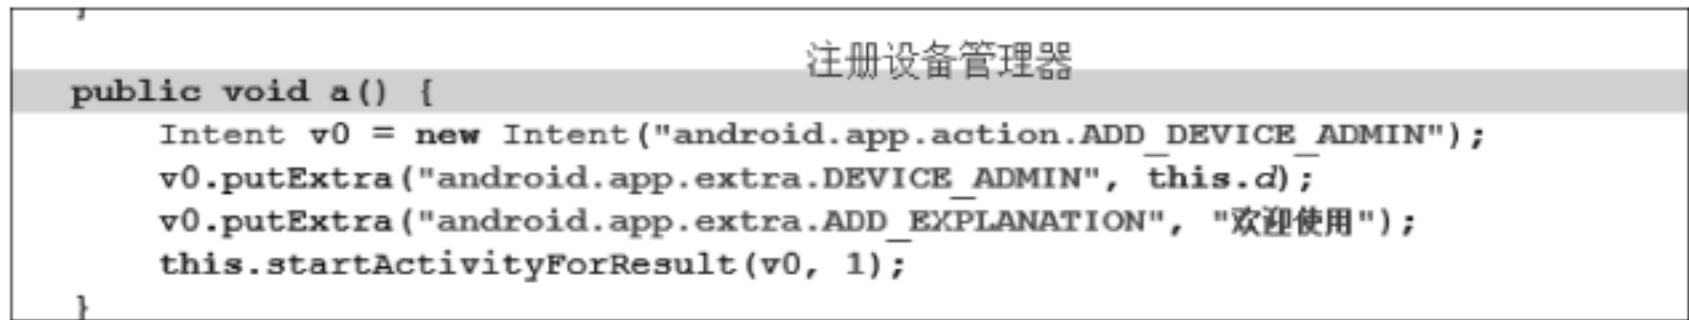 ;
注册设备管理器
public void a() {
Intent v0 = new Intent("android.app.action.ADD_DEVICE_ADMIN");
v0.putExtra("android.app.extra.DEVICE_ADMIN", this.d);
v0.putExtra("android.app.extra.ADD_EXPLANATION", "欢迎使用");
this.startActivityForResult(v0, 1);
}